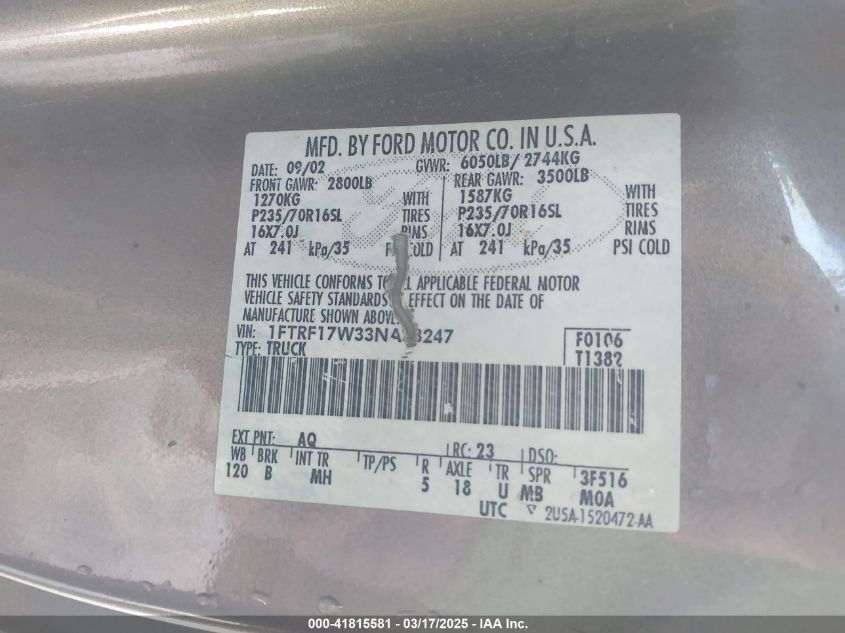 MFD. BY FORD MOTOR CO. IN U.S.A.
DATE: 09/02 GVWR: 6050LB/ 2744KG
FRONT GAWR: 2800LB REAR GAWR: 3500LB
1270KG WITH 1587KG WITH
P235/70R16SL TIRES P235/70R16SL TIRES
16X7.0J RIMS 16X7.0J RIMS
AT 241 kPa/35 COLD AT 241 kPa/35 PSI COLD
THIS VEHICLE CONFORMS APPLICABLE FEDERAL MOTOR
VEHICLE SAFETY STANDARDS EFFECT ON THE DATE OF
MANUFACTURE SHOWN ABOVE
VIN: F0106
TYPE: TRUCK T1382
EXT PNT: AQ RC: 23 DSO:
WB BRK INT TR TP/PS R AXLE TR SPR 3F516
120 B MH 5 18 U MB MOA
UTC ▽ 2U5A-1520472-AA
000-41815581 - 03/17/2025 - IAA Inc.